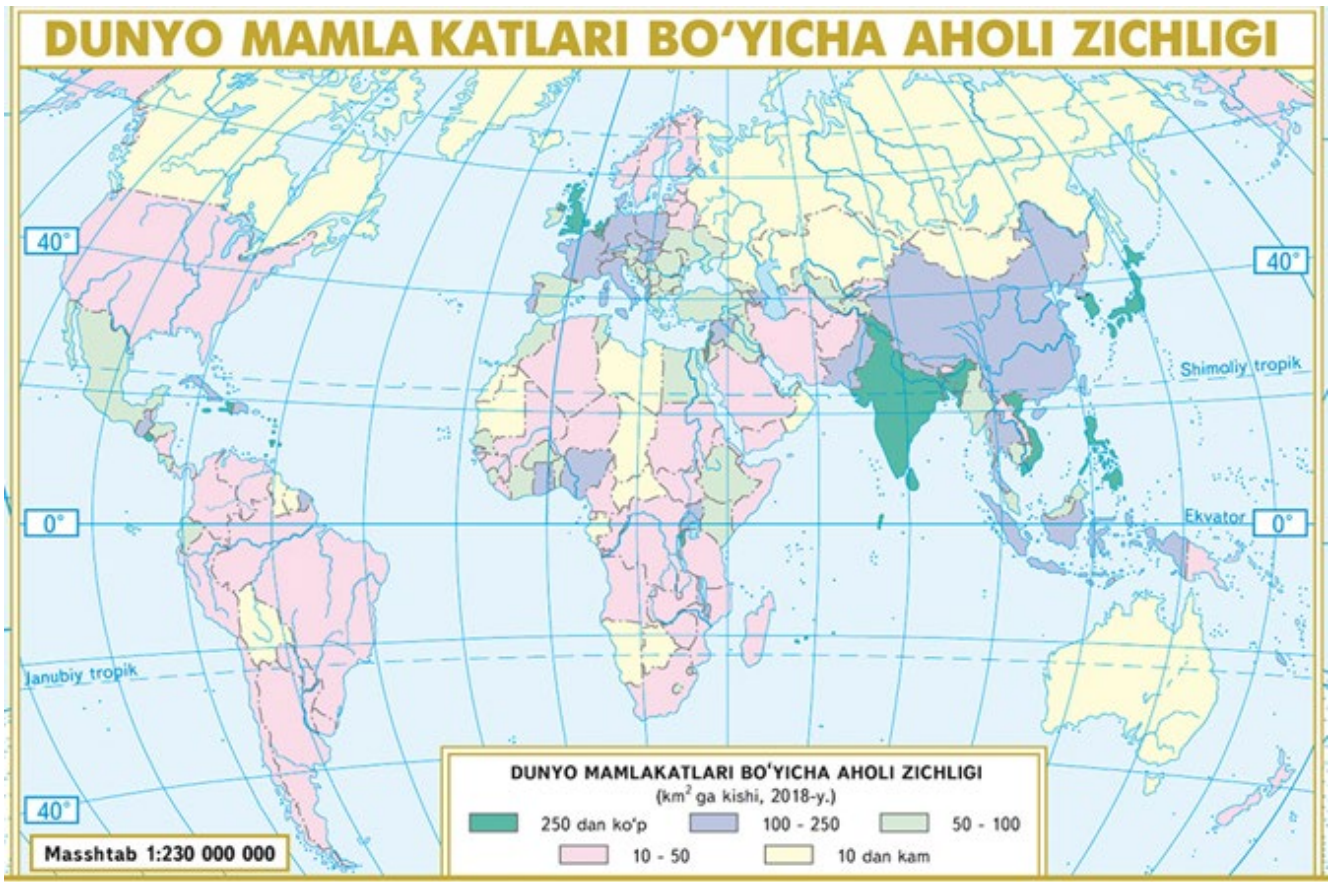 DUNYO MAMLA KATLARI BO‘YICHA AHOLI ZICHLIGI
40°
40°
Shimoliy tropik
0°
Ekvator
0°
Janubiy tropik
40°
Masshtab 1:230 000 000
DUNYO MAMLAKATLARI BO‘YICHA AHOLI ZICHLIGI
(km² ga kishi, 2018-y.)
250 dan ko‘p 100 - 250 50 - 100
10 - 50 10 dan kam